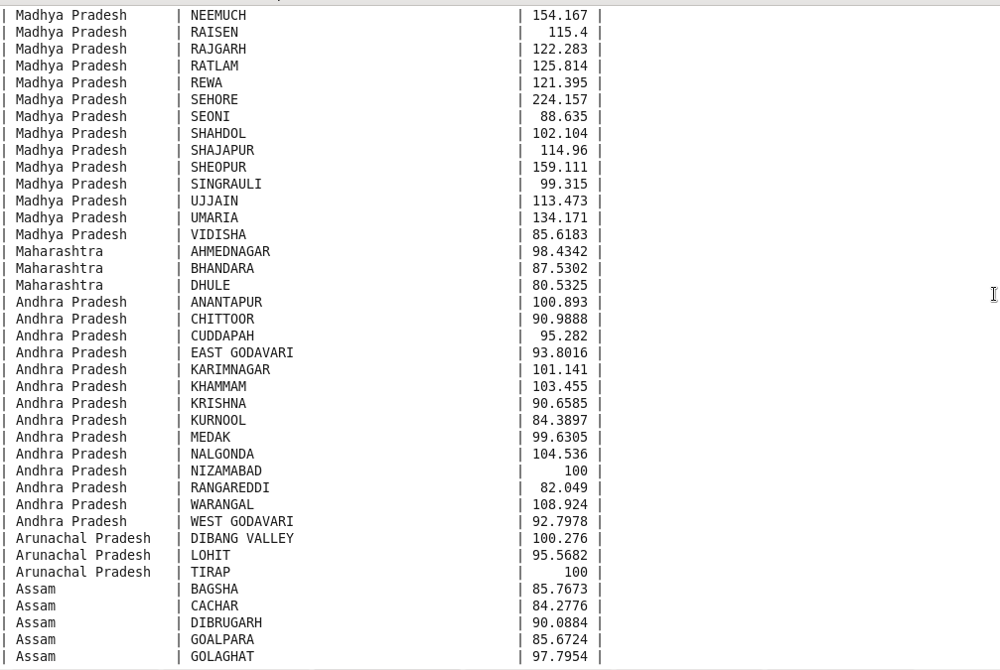 | Madhya Pradesh | NEEMUCH | 154.167 |
| Madhya Pradesh | RAISEN | 115.4 |
| Madhya Pradesh | RAJGARH | 122.283 |
| Madhya Pradesh | RATLAM | 125.814 |
| Madhya Pradesh | REWA | 121.395 |
| Madhya Pradesh | SEHORE | 224.157 |
| Madhya Pradesh | SEONI | 88.635 |
| Madhya Pradesh | SHAHDOL | 102.104 |
| Madhya Pradesh | SHAJAPUR | 114.96 |
| Madhya Pradesh | SHEOPUR | 159.111 |
| Madhya Pradesh | SINGRAULI | 99.315 |
| Madhya Pradesh | UJJAIN | 113.473 |
| Madhya Pradesh | UMARIA | 134.171 |
| Madhya Pradesh | VIDISHA | 85.6183 |
| Maharashtra | AHMEDNAGAR | 98.4342 |
| Maharashtra | BHANDARA | 87.5302 |
| Maharashtra | DHULE | 80.5325 |
| Andhra Pradesh | ANANTAPUR | 100.893 |
| Andhra Pradesh | CHITTOOR | 90.9888 |
| Andhra Pradesh | CUDDAPAH | 95.282 |
| Andhra Pradesh | EAST GODAVARI | 93.8016 |
| Andhra Pradesh | KARIMNAGAR | 101.141 |
| Andhra Pradesh | KHAMMAM | 103.455 |
| Andhra Pradesh | KRISHNA | 90.6585 |
| Andhra Pradesh | KURNOOL | 84.3897 |
| Andhra Pradesh | MEDAK | 99.6305 |
| Andhra Pradesh | NALGONDA | 104.536 |
| Andhra Pradesh | NIZAMABAD | 100 |
| Andhra Pradesh | RANGAREDDI | 82.049 |
| Andhra Pradesh | WARANGAL | 108.924 |
| Andhra Pradesh | WEST GODAVARI | 92.7978 |
| Arunachal Pradesh | DIBANG VALLEY | 100.276 |
| Arunachal Pradesh | LOHIT | 95.5682 |
| Arunachal Pradesh | TIRAP | 100 |
| Assam | BAGSHA | 85.7673 |
| Assam | CACHAR | 84.2776 |
| Assam | DIBRUGARH | 90.0884 |
| Assam | GOALPARA | 85.6724 |
| Assam | GOLAGHAT | 97.7954 |